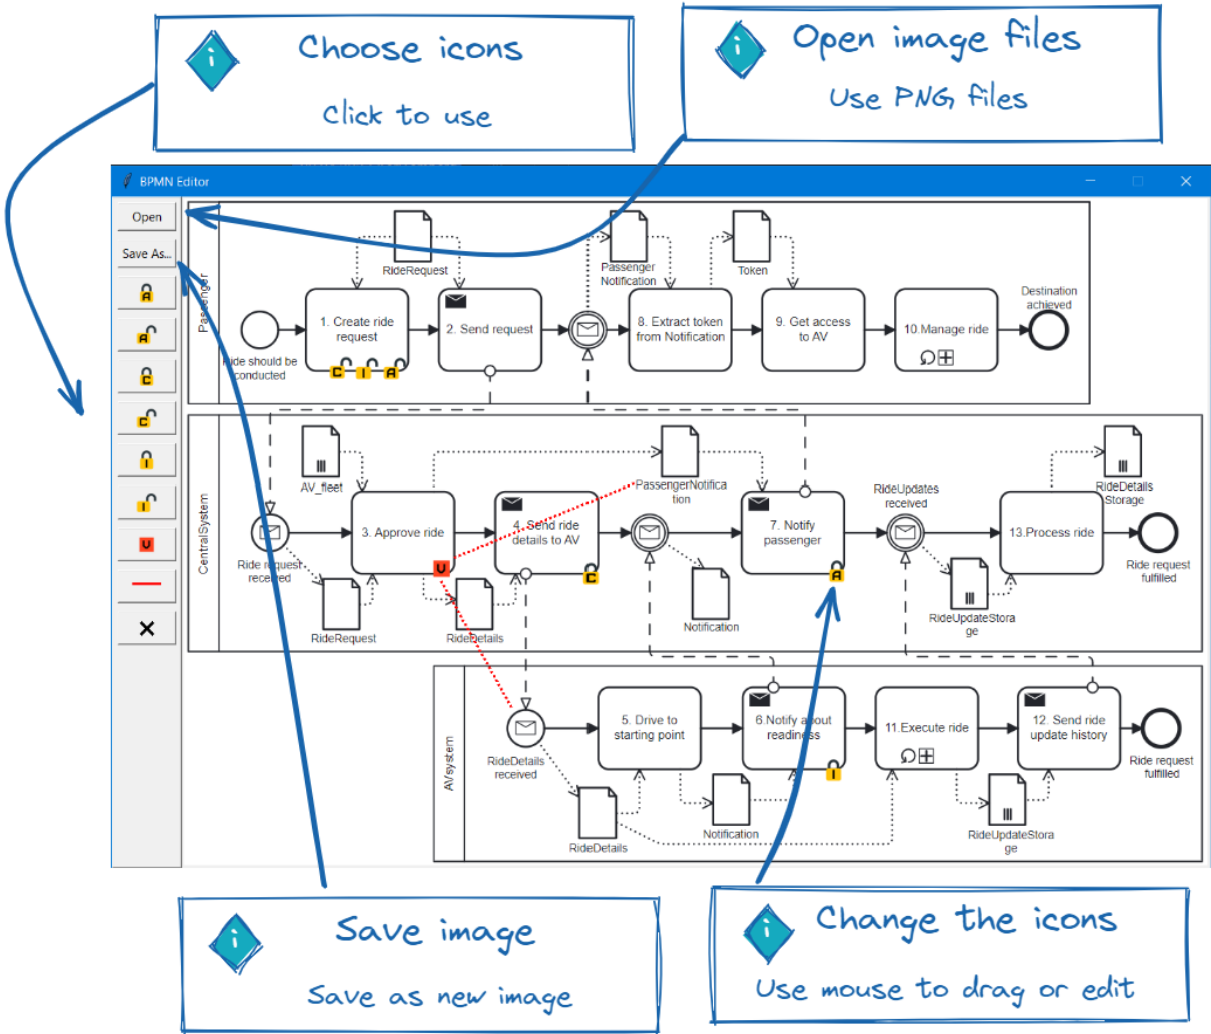 Choose icons
Click to use
Open image files
Use PNG files
BPMN Editor
Open
Save As...
A
A
C
C
I
I
V
Passenger
RideRequest
Passenger
Notification
Token
Destination
achieved
1. Create ride
request
2. Send request
8. Extract token
from Notification
9. Get access
to AV
10.Manage ride
Ride should be
conducted
C I A
CentralSystem
AV_fleet
PassengerNotifica
tion
RideUpdates
received
RideDetails
Storage
3. Approve ride
4. Send ride
details to AV
7. Notify
passenger
13.Process ride
V
C
A
Ride request
received
Ride request
fulfilled
RideRequest
RideDetails
Notification
RideUpdateStora
ge
AVsystem
5. Drive to
starting point
6.Notify about
readiness
11.Execute ride
12. Send ride
update history
I
RideDetails
received
Ride request
fulfilled
RideDetails
Notification
RideUpdateStora
ge
Save image
Save as new image
Change the icons
Use mouse to drag or edit